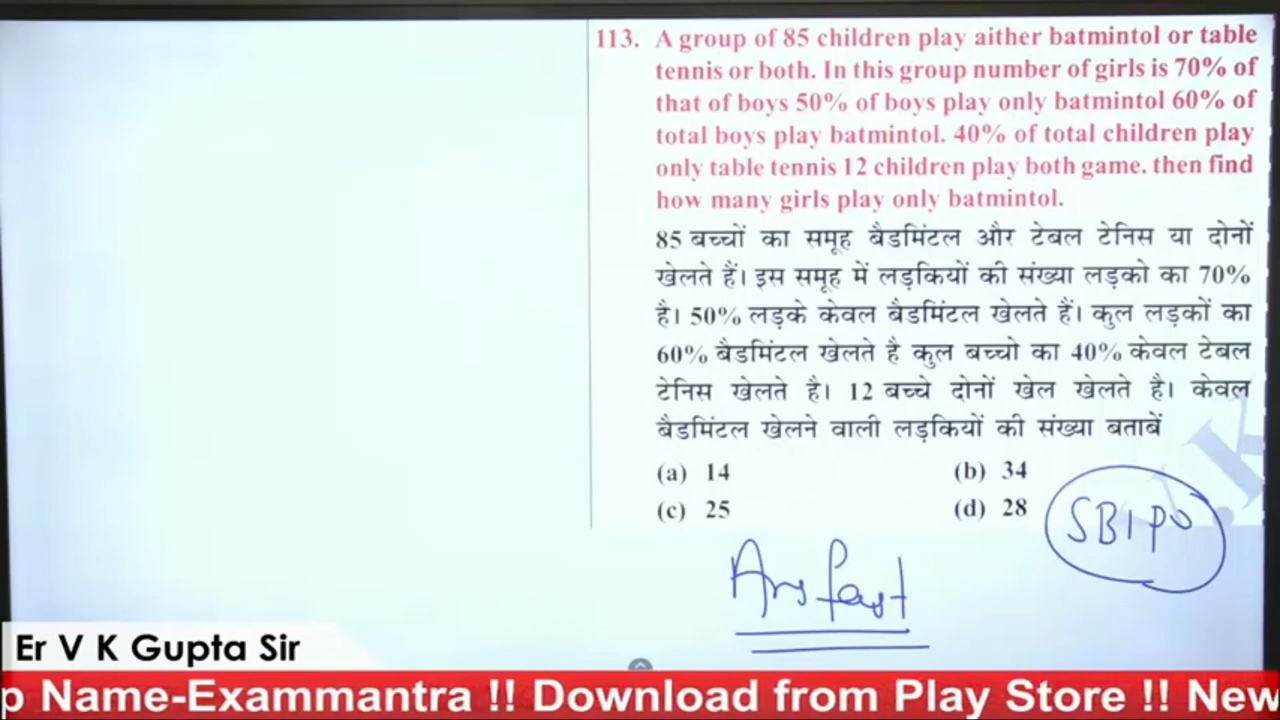 113. A group of 85 children play aither batmintol or table
tennis or both. In this group number of girls is 70% of
that of boys 50% of boys play only batmintol 60% of
total boys play batmintol. 40% of total children play
only table tennis 12 children play both game. then find
how many girls play only batmintol.
85 बच्चों का समूह बैडमिंटल और टेबल टेनिस या दोनों
खेलते हैं। इस समूह में लड़कियों की संख्या लड़को का 70%
है। 50% लड़के केवल बैडमिंटल खेलते हैं। कुल लड़कों का
60% बैडमिंटल खेलते है कुल बच्चो का 40% केवल टेबल
टेनिस खेलते है। 12 बच्चे दोनों खेल खेलते है। केवल
बैडमिंटल खेलने वाली लड़कियों की संख्या बताबें
(a) 14 (b) 34
(c) 25 (d) 28
SBI PO
Ans fast
Er V K Gupta Sir
p Name-Exammantra !! Download from Play Store !! New